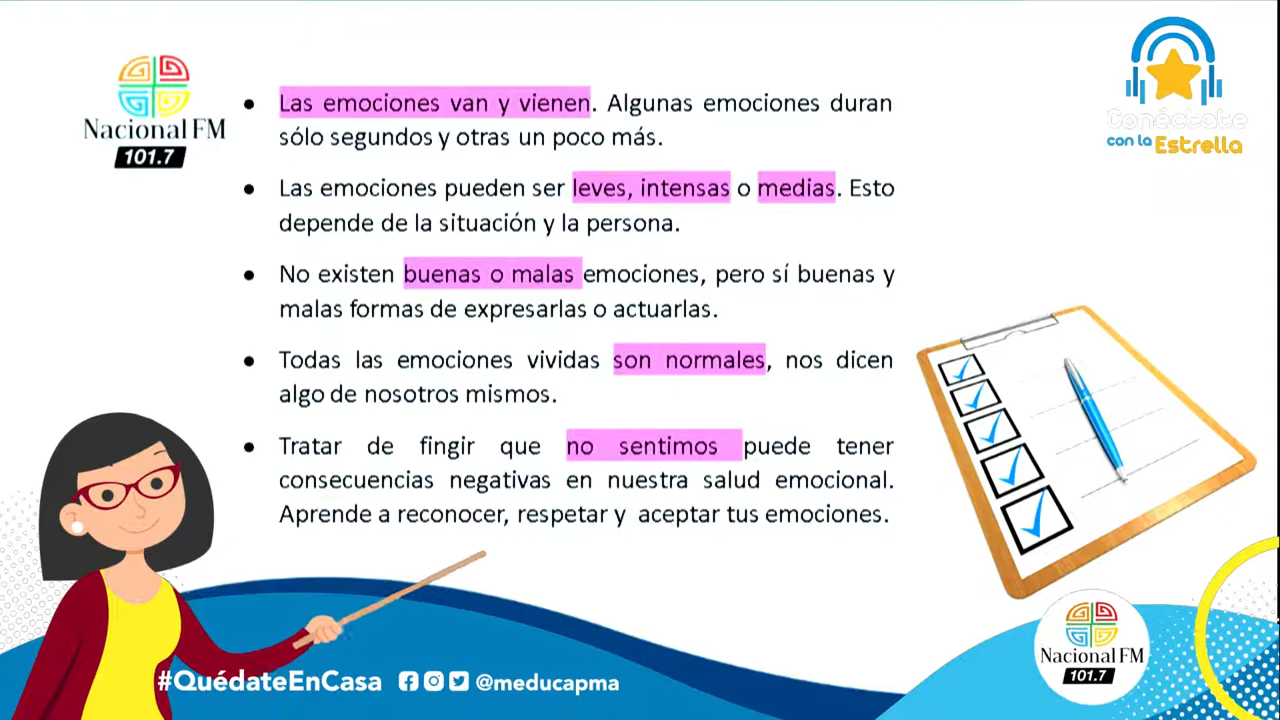 Nacional FM
101.7
Conéctate
con la Estrella
• Las emociones van y vienen. Algunas emociones duran
sólo segundos y otras un poco más.
• Las emociones pueden ser leves, intensas o medias. Esto
depende de la situación y la persona.
• No existen buenas o malas emociones, pero sí buenas y
malas formas de expresarlas o actuarlas.
• Todas las emociones vividas son normales, nos dicen
algo de nosotros mismos.
• Tratar de fingir que no sentimos puede tener
consecuencias negativas en nuestra salud emocional.
Aprende a reconocer, respetar y aceptar tus emociones.
#QuédateEnCasa @meducapma
Nacional FM
101.7